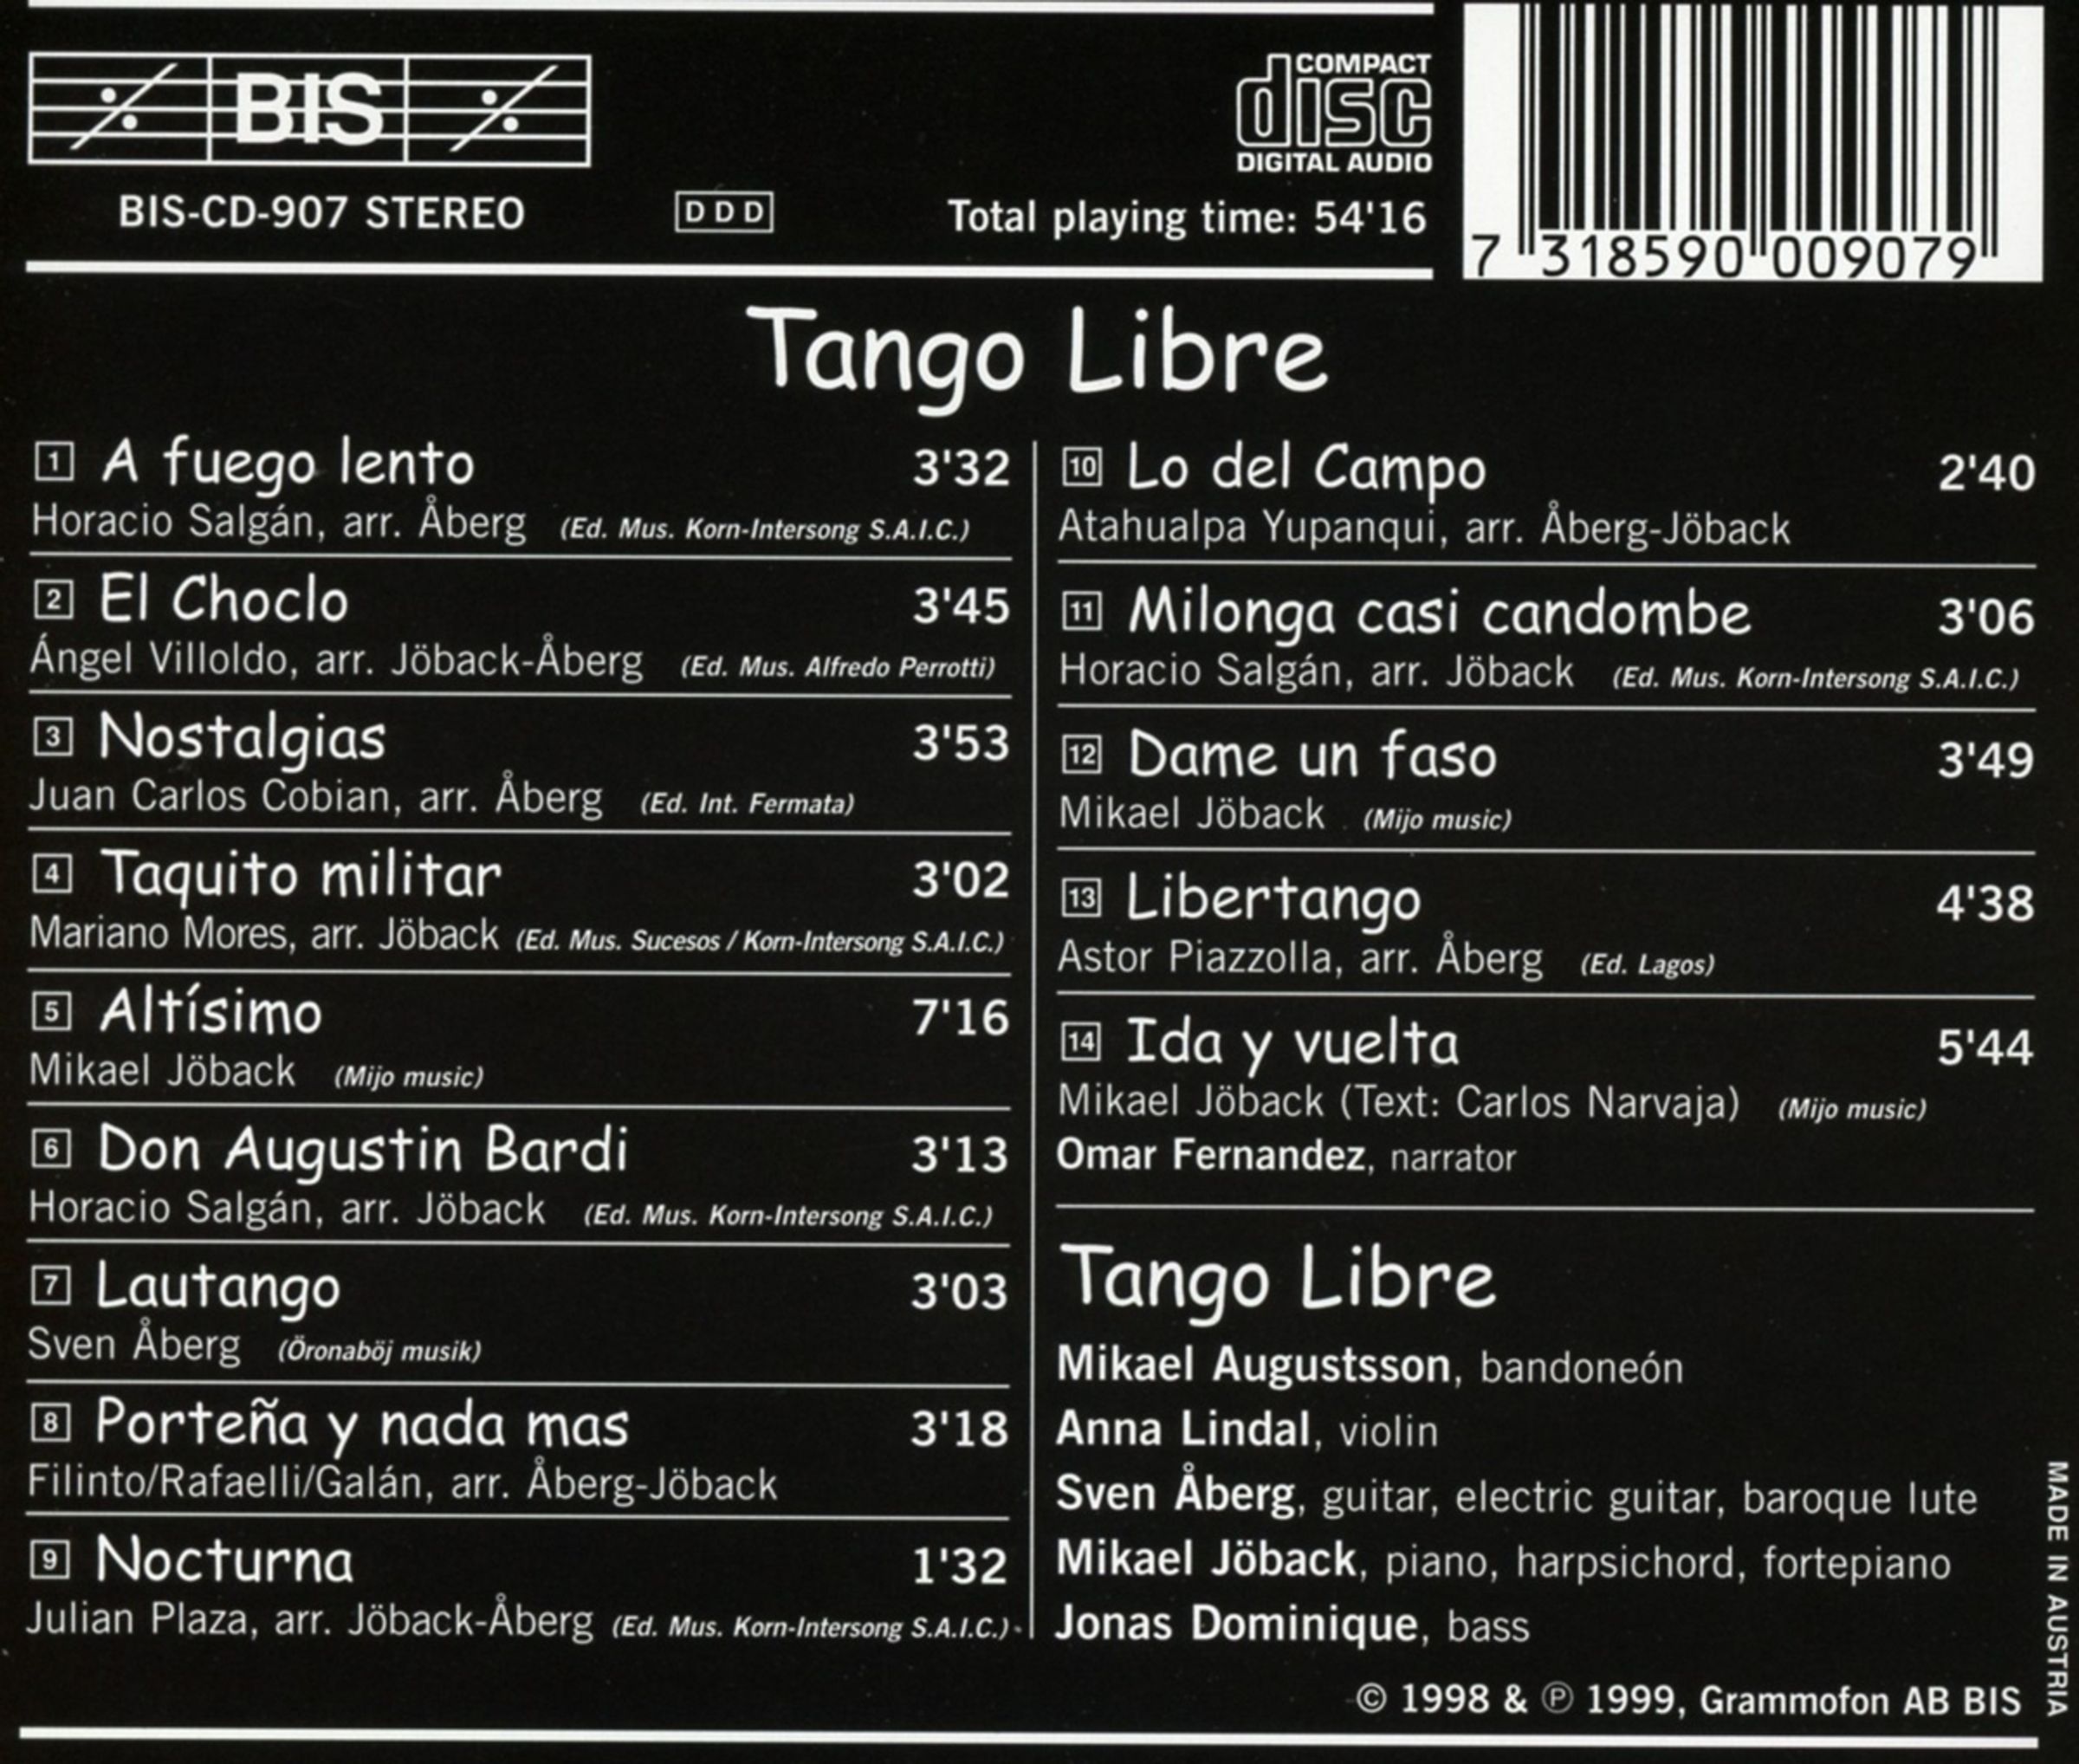 BIS
COMPACT
disc
DIGITAL AUDIO
BIS-CD-907 STEREO
DDD
Total playing time: 54'16
7 318590 009079
Tango Libre
1 A fuego lento 3'32
Horacio Salgán, arr. Åberg (Ed. Mus. Korn-Intersong S.A.I.C.)
2 El Choclo 3'45
Ángel Villoldo, arr. Jöback-Åberg (Ed. Mus. Alfredo Perrotti)
3 Nostalgias 3'53
Juan Carlos Cobian, arr. Åberg (Ed. Int. Fermata)
4 Taquito militar 3'02
Mariano Mores, arr. Jöback (Ed. Mus. Sucesos / Korn-Intersong S.A.I.C.)
5 Altísimo 7'16
Mikael Jöback (Mijo music)
6 Don Augustin Bardi 3'13
Horacio Salgán, arr. Jöback (Ed. Mus. Korn-Intersong S.A.I.C.)
7 Lautango 3'03
Sven Åberg (Öronaböj musik)
8 Porteña y nada mas 3'18
Filinto/Rafaelli/Galán, arr. Åberg-Jöback
9 Nocturna 1'32
Julian Plaza, arr. Jöback-Åberg (Ed. Mus. Korn-Intersong S.A.I.C.)
10 Lo del Campo 2'40
Atahualpa Yupanqui, arr. Åberg-Jöback
11 Milonga casi candombe 3'06
Horacio Salgán, arr. Jöback (Ed. Mus. Korn-Intersong S.A.I.C.)
12 Dame un faso 3'49
Mikael Jöback (Mijo music)
13 Libertango 4'38
Astor Piazzolla, arr. Åberg (Ed. Lagos)
14 Ida y vuelta 5'44
Mikael Jöback (Text: Carlos Narvaja) (Mijo music)
Omar Fernandez, narrator
Tango Libre
Mikael Augustsson, bandoneón
Anna Lindal, violin
Sven Åberg, guitar, electric guitar, baroque lute
Mikael Jöback, piano, harpsichord, fortepiano
Jonas Dominique, bass
© 1998 & ℗ 1999, Grammofon AB BIS
MADE IN AUSTRIA